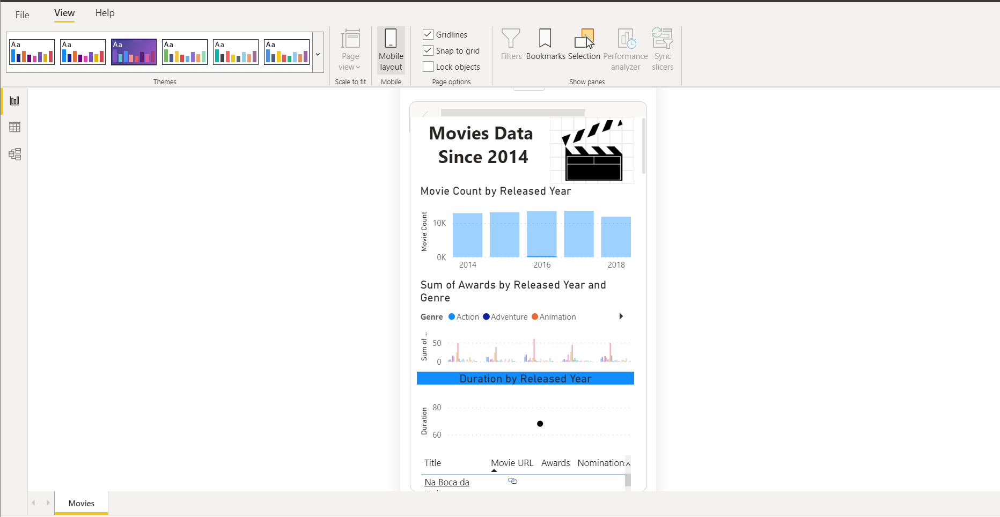 File View Help
Aa Aa Aa Aa Aa Aa
Themes
Page
view
Scale to fit
Mobile
layout
Mobile
Gridlines
Snap to grid
Lock objects
Page options
Filters Bookmarks Selection Performance
analyzer
Sync
slicers
Show panes
Movies Data
Since 2014
Movie Count by Released Year
Movie Count
10K
0K
2014 2016 2018
Sum of Awards by Released Year and
Genre
Genre Action Adventure Animation
Sum of ...
50
0
Duration by Released Year
Duration
80
60
Title Movie URL Awards Nomination
Na Boca da
Movies